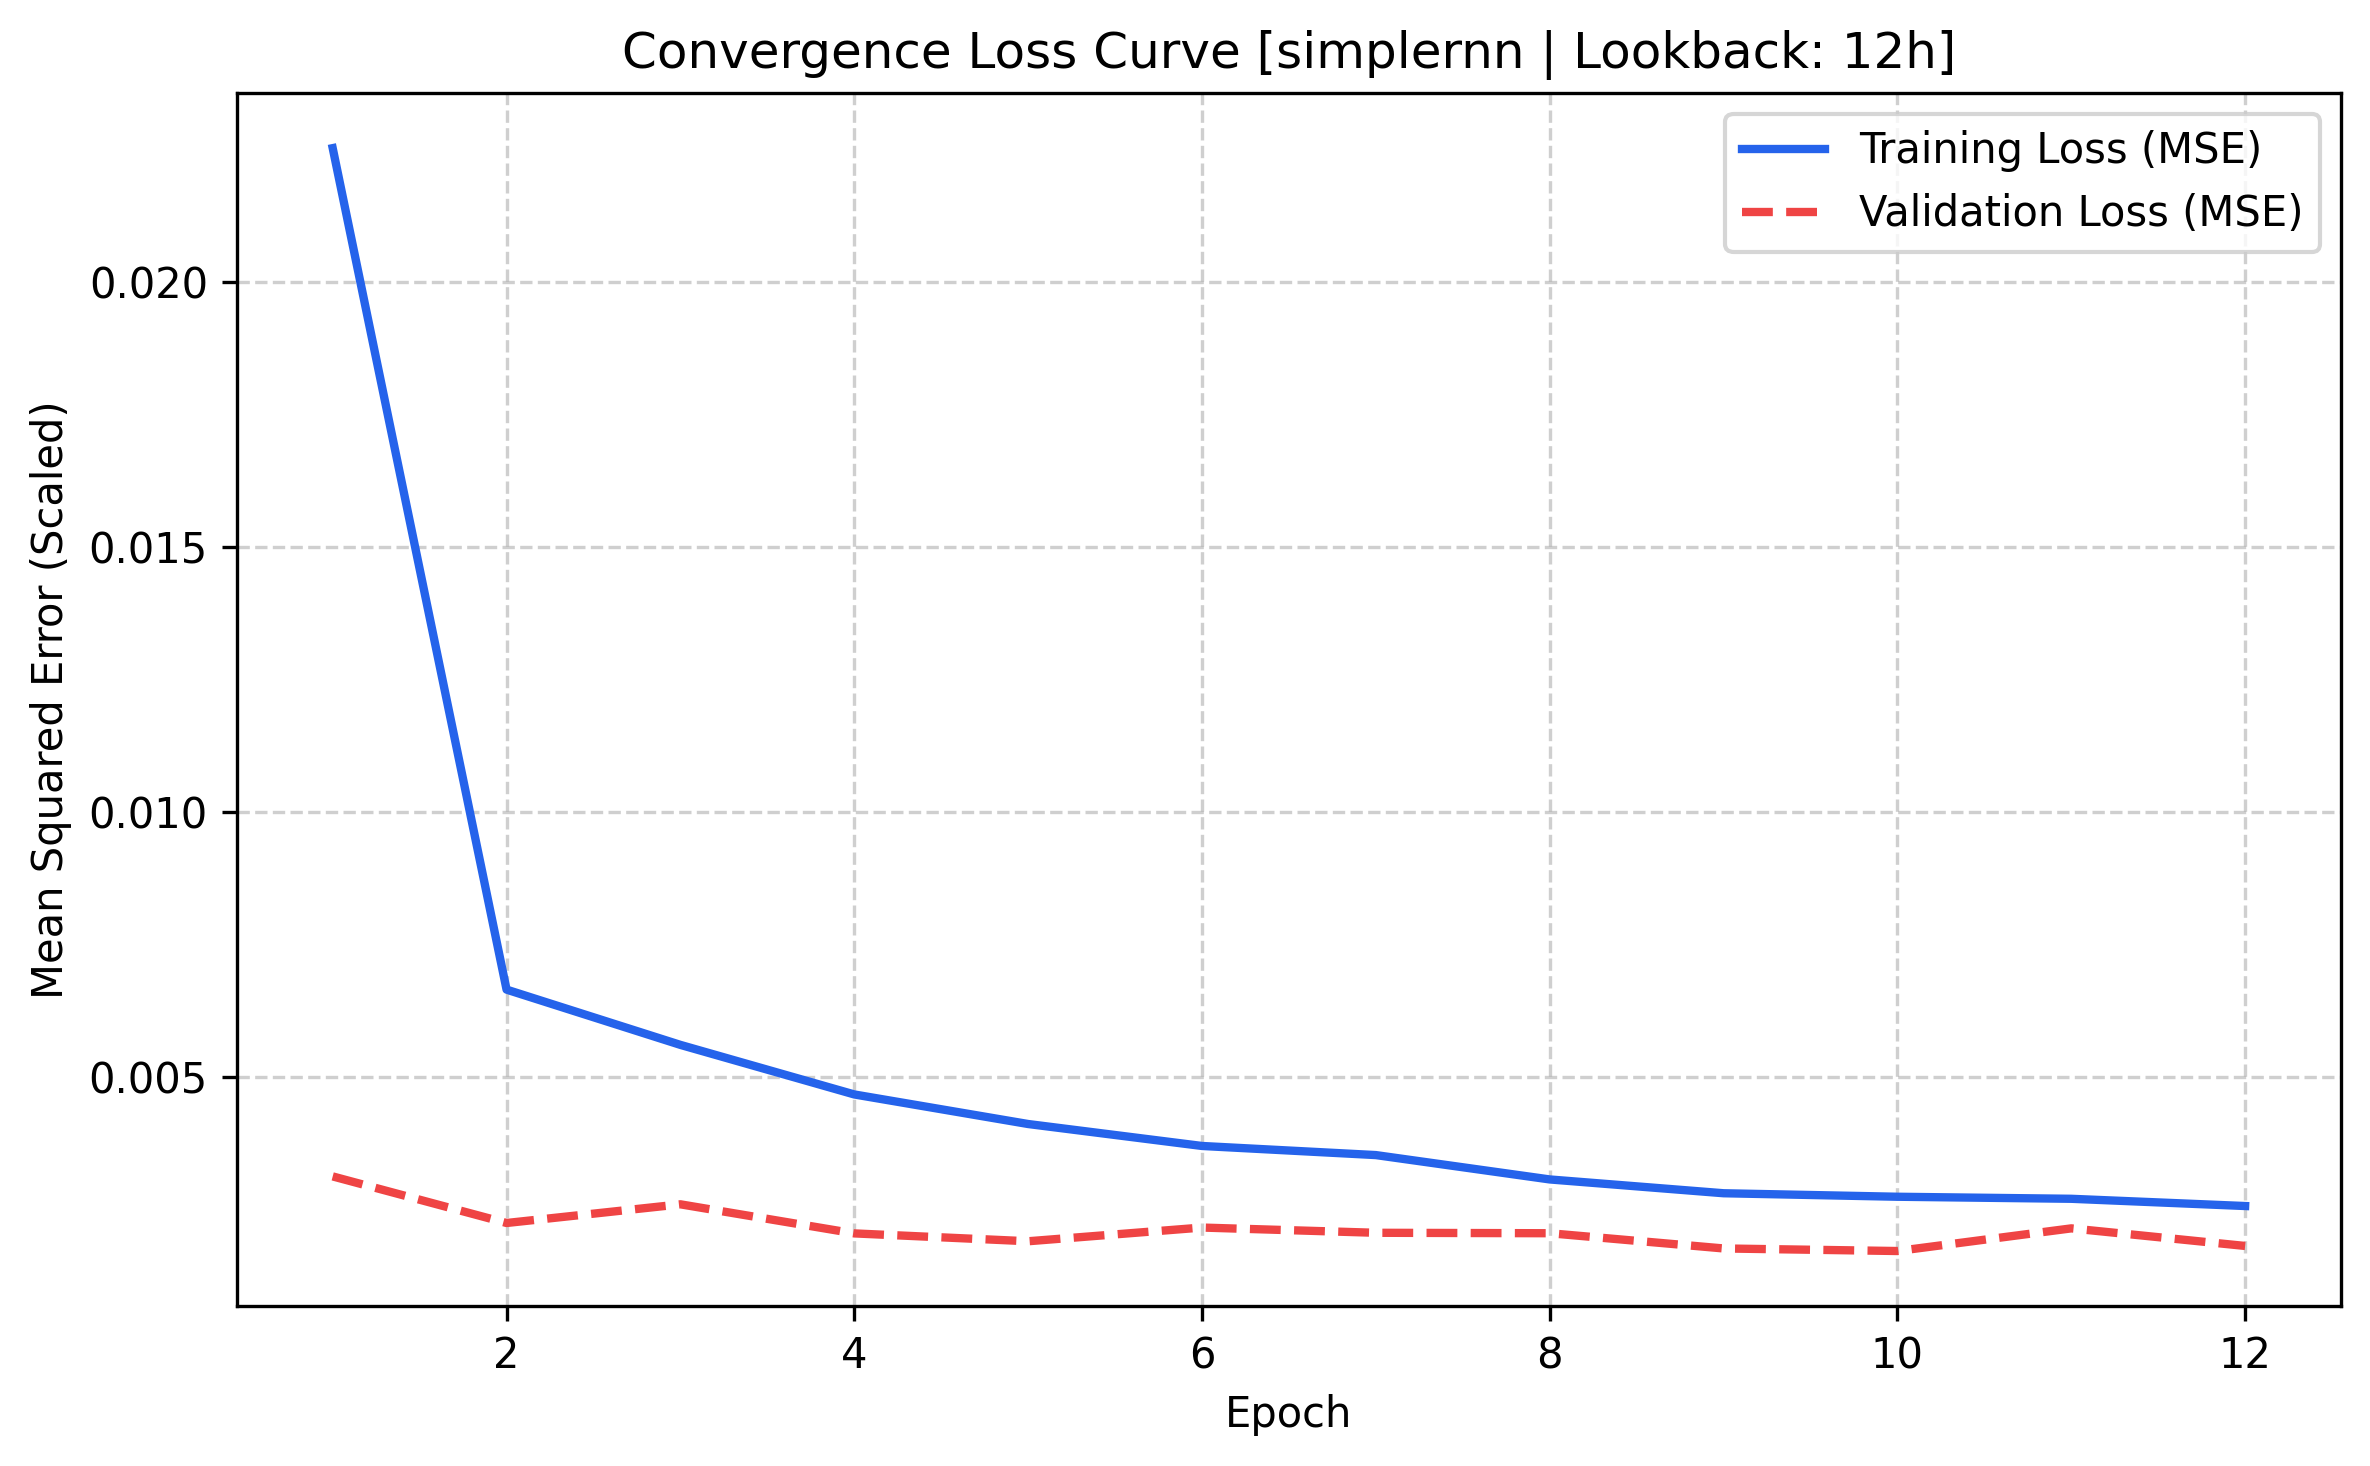 Convergence Loss Curve [simplernn | Lookback: 12h]
Training Loss (MSE)
Validation Loss (MSE)
Mean Squared Error (Scaled)
0.020
0.015
0.010
0.005
2 4 6 8 10 12
Epoch